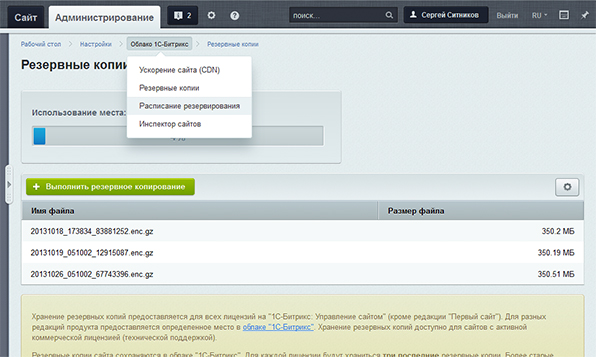 Сайт Администрирование 2 поиск... Сергей Ситников Выйти RU
Рабочий стол Настройки Облако 1С-Битрикс Резервные копии
Резервные копии
Ускорение сайта (CDN)
Резервные копии
Расписание резервирования
Инспектор сайтов
Использование места:
+ Выполнить резервное копирование
Имя файла Размер файла
20131018_173834_83881252.enc.gz 350.2 МБ
20131019_051002_12915087.enc.gz 350.19 МБ
20131026_051002_67743396.enc.gz 350.51 МБ
Хранение резервных копий предоставляется для всех лицензий на "1С-Битрикс: Управление сайтом" (кроме редакции "Первый сайт"). Для разных
редакций продукта предоставляется определенное место в облаке "1С-Битрикс". Хранение резервных копий доступно для сайтов с активной
коммерческой лицензией (технической поддержкой).
Резервные копии сайта сохраняются в облаке "1С-Битрикс". Для каждой лицензии будут храниться три последние резервные копии. Более старые